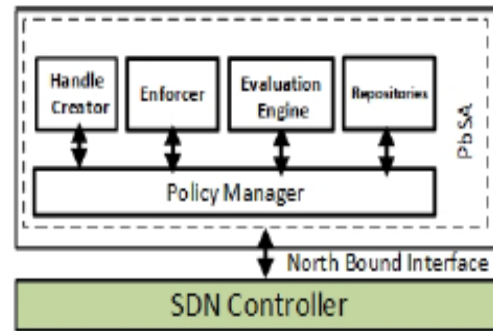 Handle
Creator
Enforcer
Evaluation
Engine
Repositories
PbSA
Policy Manager
North Bound Interface
SDN Controller